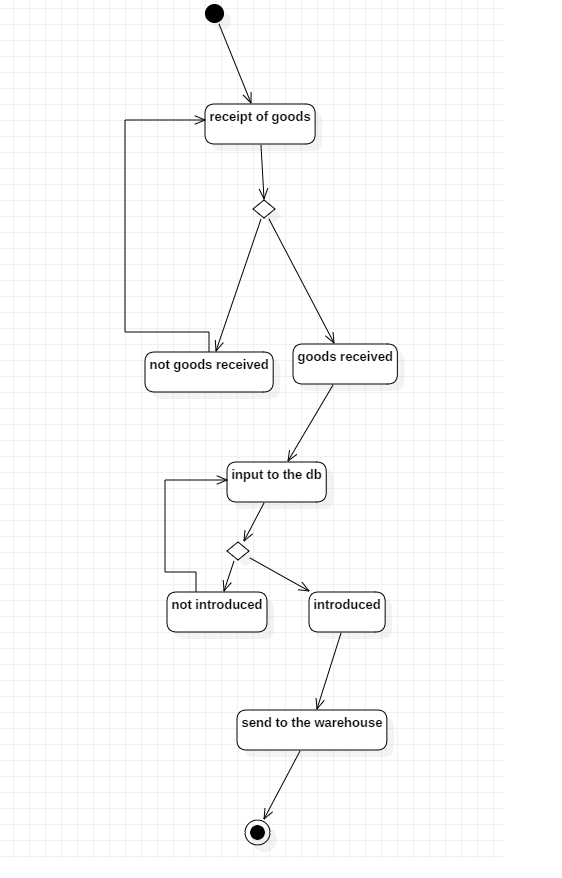 receipt of goods
not goods received
goods received
input to the db
not introduced
introduced
send to the warehouse